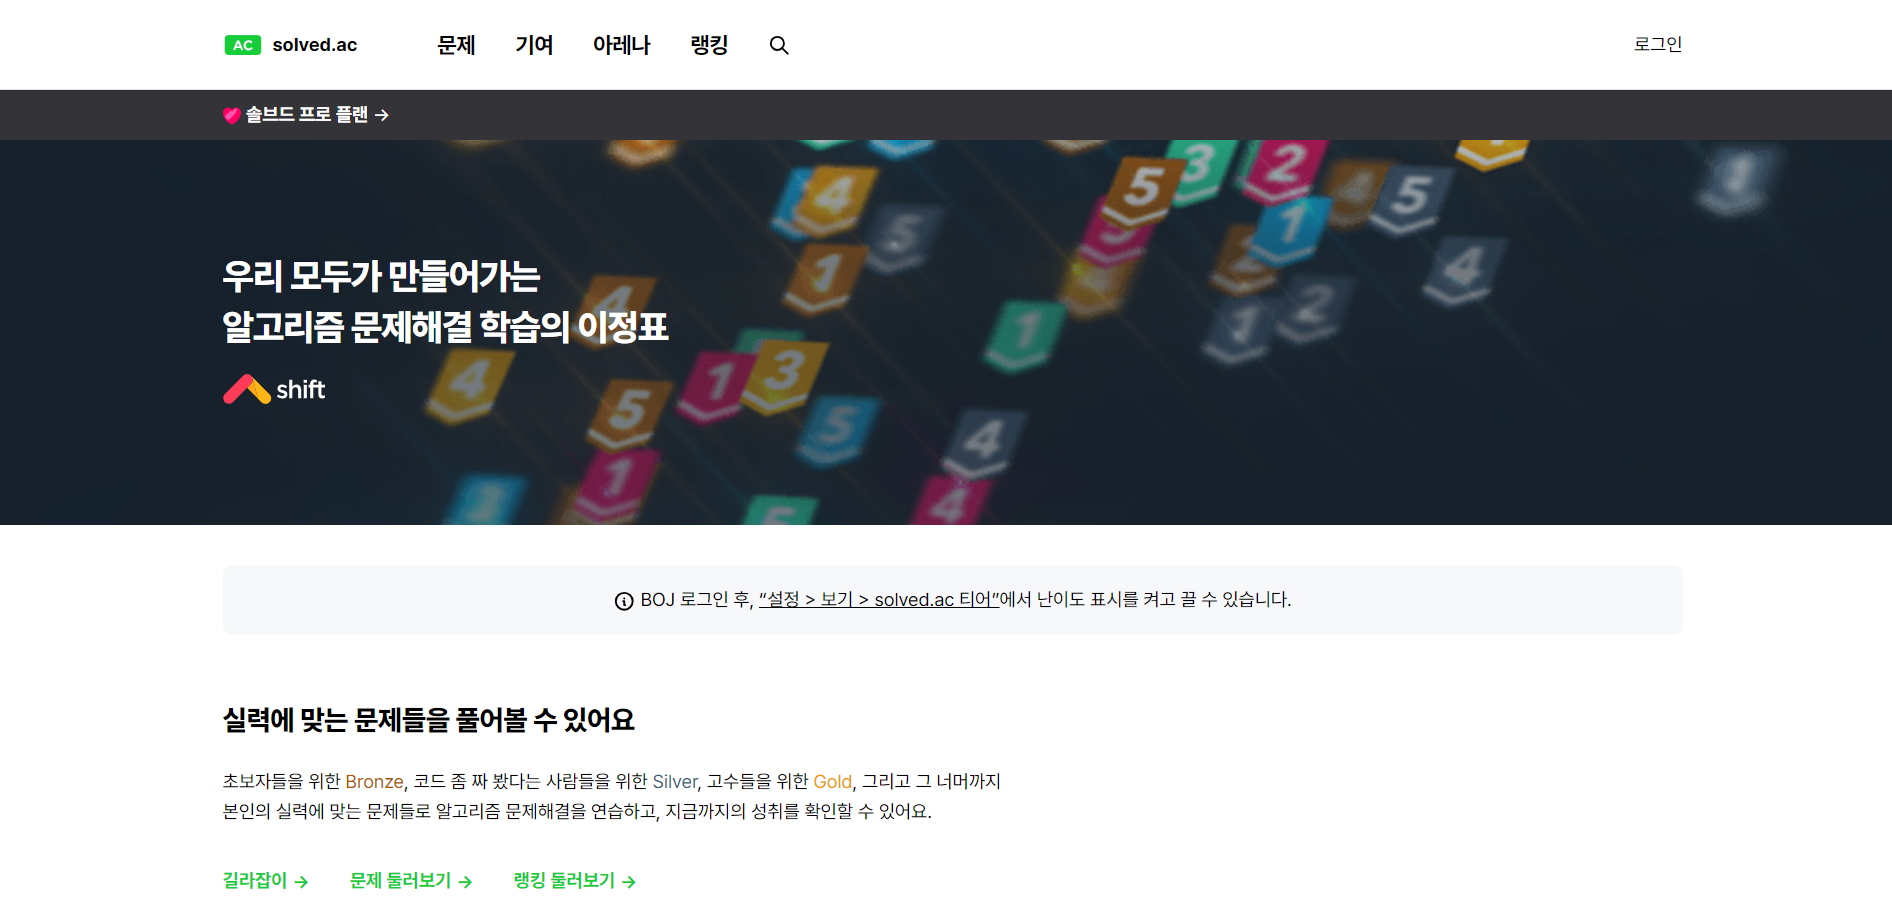 AC solved.ac 문제 기여 아레나 랭킹 로그인
솔브드 프로 플랜 →
우리 모두가 만들어가는
알고리즘 문제해결 학습의 이정표
shift
BOJ 로그인 후, “설정 > 보기 > solved.ac 티어”에서 난이도 표시를 켜고 끌 수 있습니다.
실력에 맞는 문제들을 풀어볼 수 있어요
초보자들을 위한 Bronze, 코드 좀 짜 봤다는 사람들을 위한 Silver, 고수들을 위한 Gold, 그리고 그 너머까지
본인의 실력에 맞는 문제들로 알고리즘 문제해결을 연습하고, 지금까지의 성취를 확인할 수 있어요.
길라잡이 → 문제 둘러보기 → 랭킹 둘러보기 →